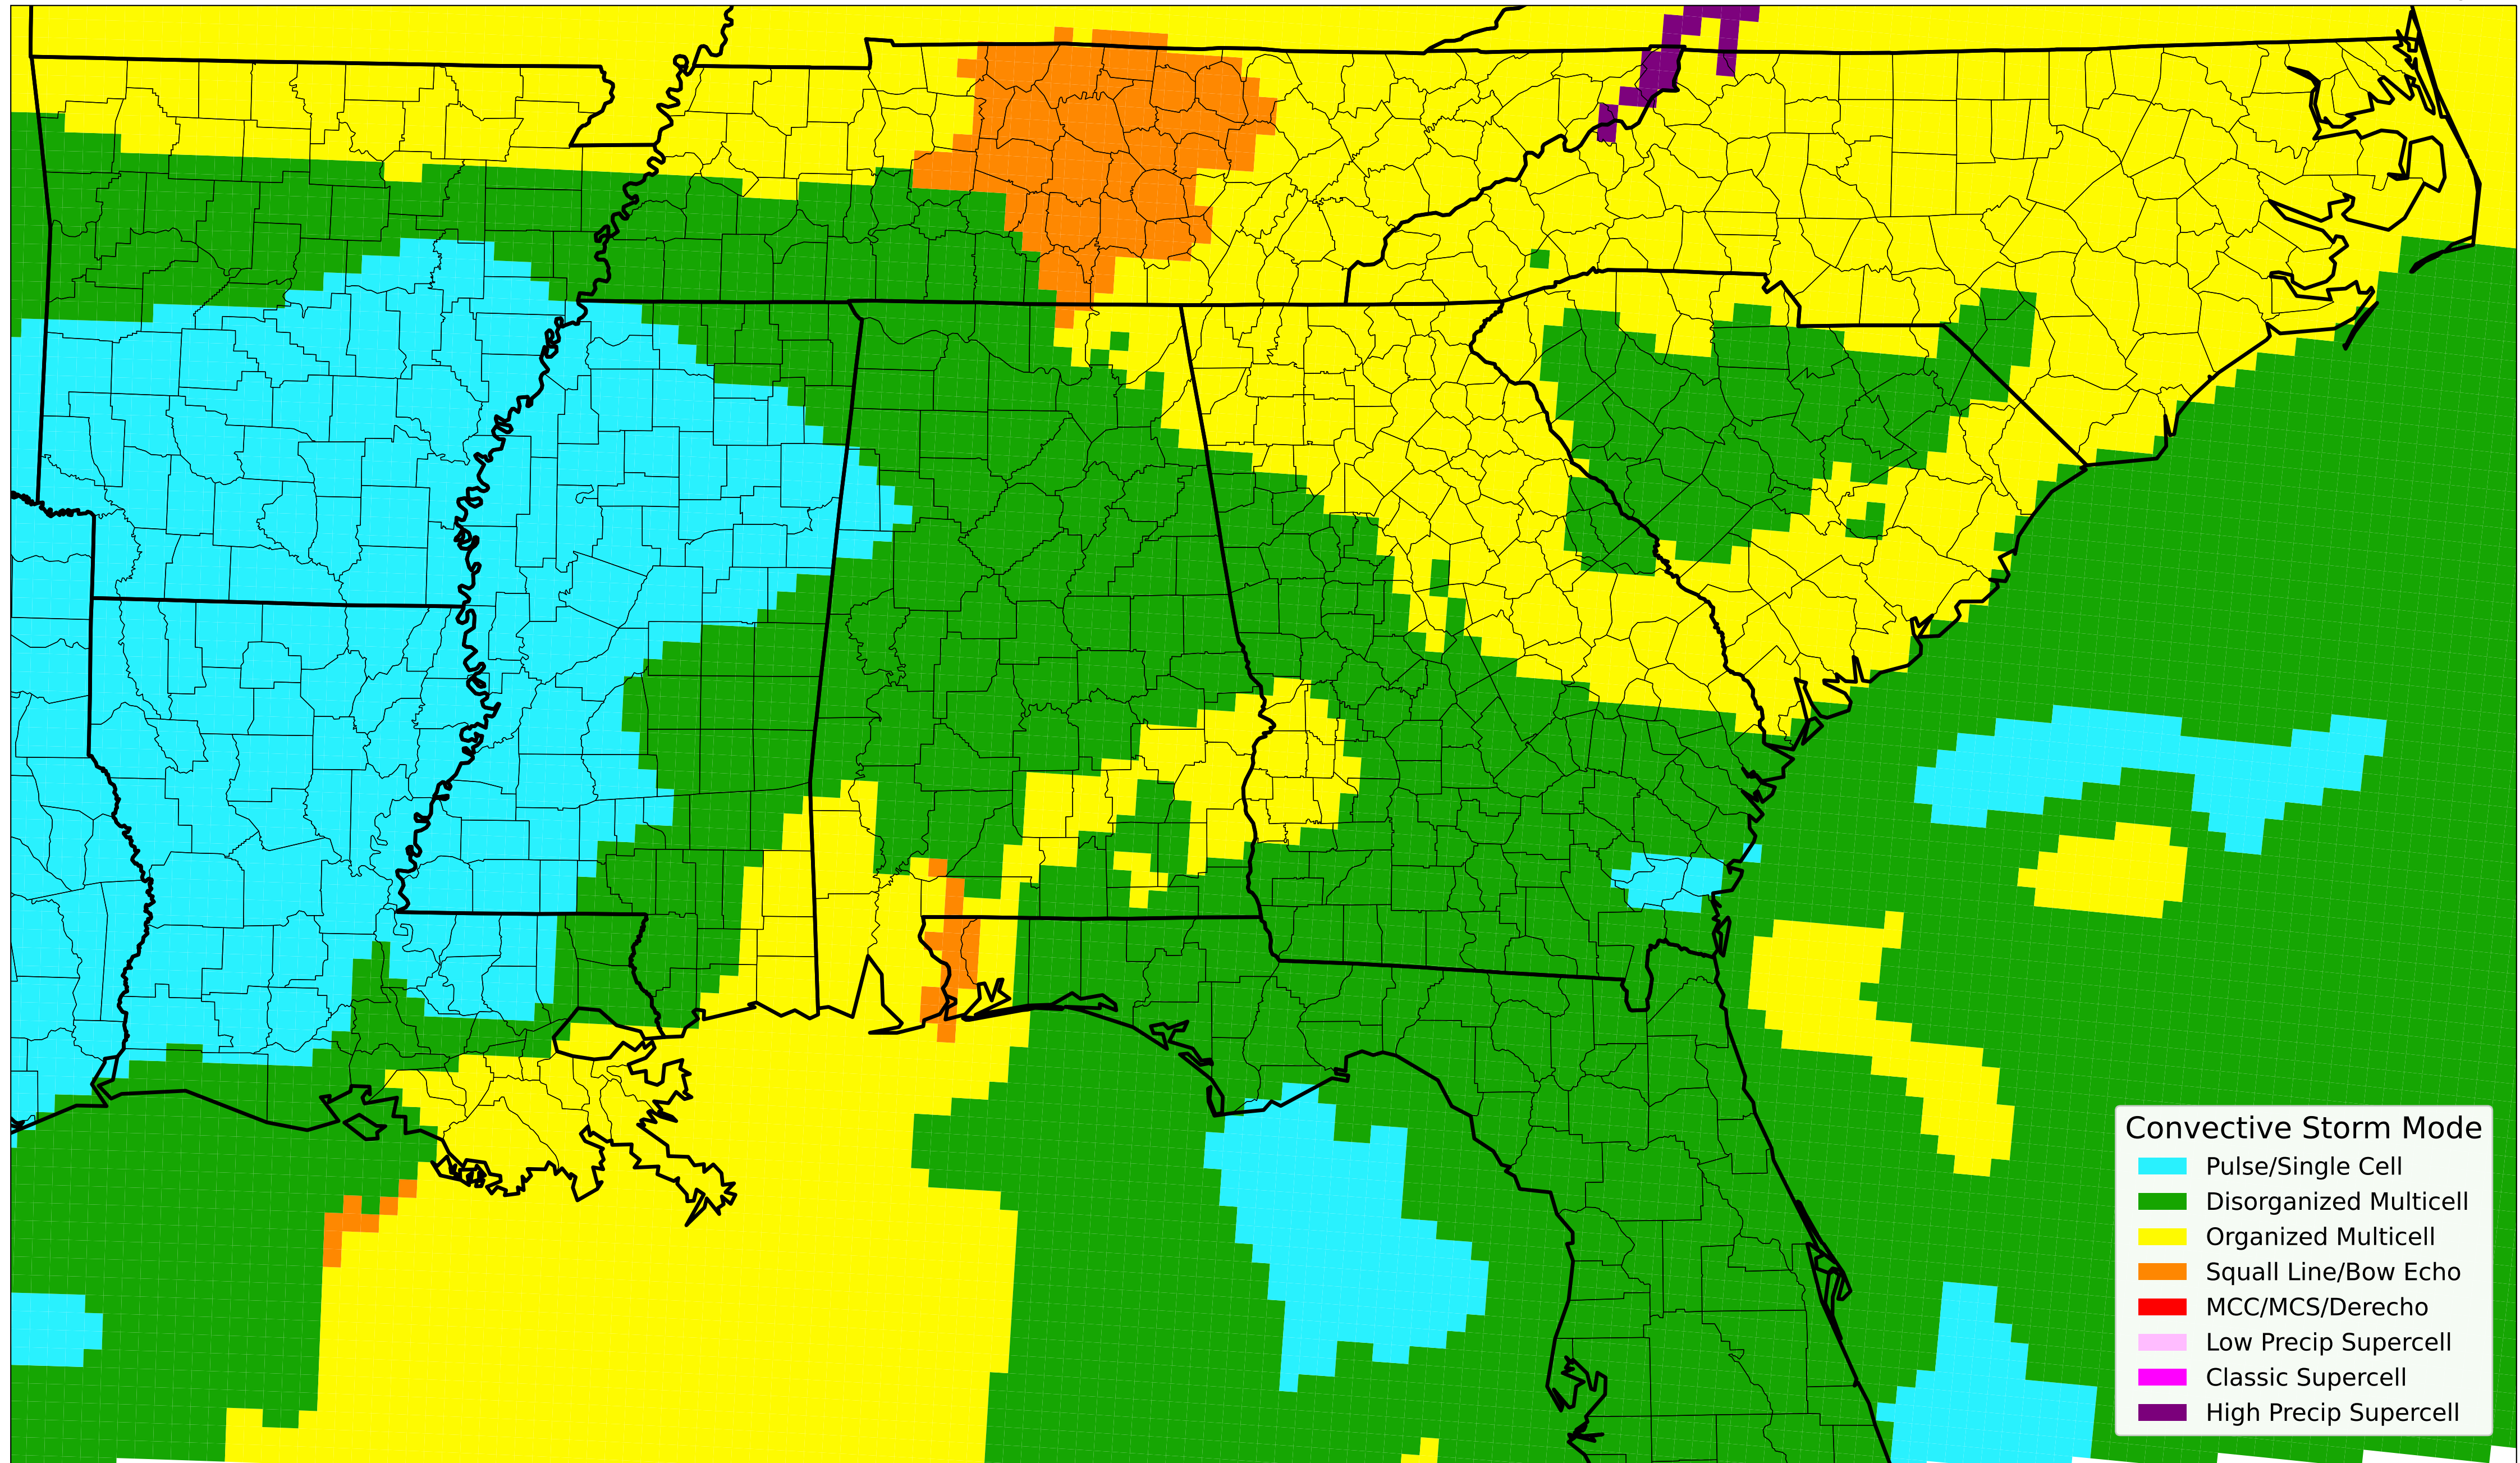 Convective Storm Mode
Pulse/Single Cell
Disorganized Multicell
Organized Multicell
Squall Line/Bow Echo
MCC/MCS/Derecho
Low Precip Supercell
Classic Supercell
High Precip Supercell